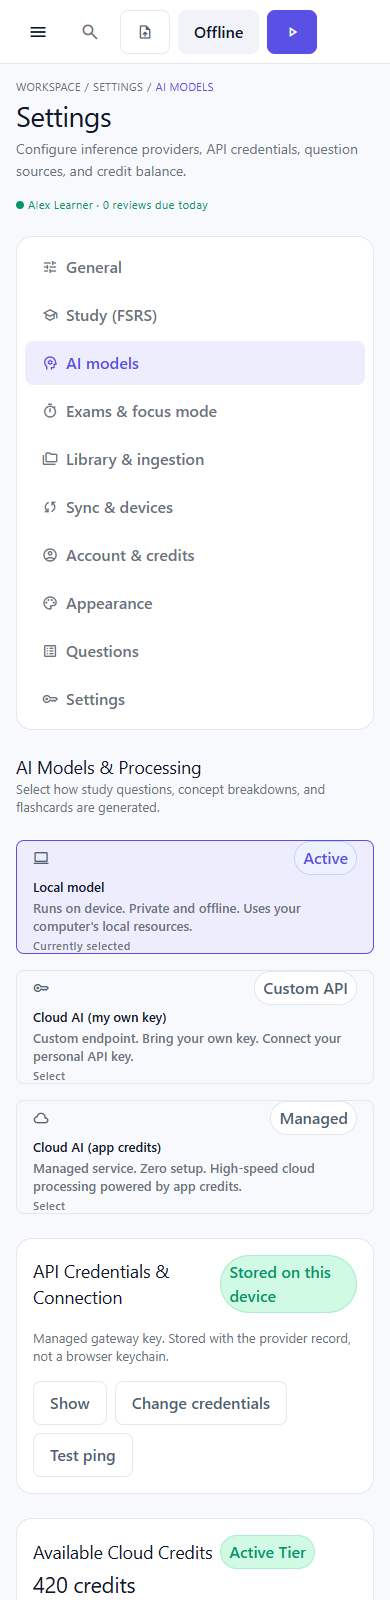 Offline
WORKSPACE / SETTINGS / AI MODELS
Settings
Configure inference providers, API credentials, question
sources, and credit balance.
Alex Learner · 0 reviews due today
General
Study (FSRS)
AI models
Exams & focus mode
Library & ingestion
Sync & devices
Account & credits
Appearance
Questions
Settings
AI Models & Processing
Select how study questions, concept breakdowns, and
flashcards are generated.
Active
Local model
Runs on device. Private and offline. Uses your
computer's local resources.
Currently selected
Custom API
Cloud AI (my own key)
Custom endpoint. Bring your own key. Connect your
personal API key.
Select
Managed
Cloud AI (app credits)
Managed service. Zero setup. High-speed cloud
processing powered by app credits.
Select
API Credentials &
Connection
Stored on this
device
Managed gateway key. Stored with the provider record,
not a browser keychain.
Show
Change credentials
Test ping
Available Cloud Credits
Active Tier
420 credits